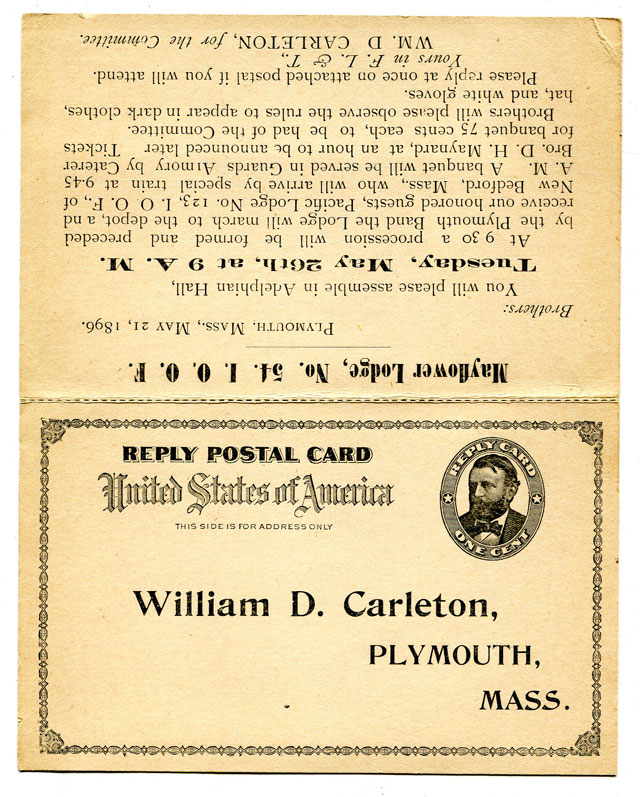 Mayflower Lodge, No. 54. I. O. O. F.
PLYMOUTH, MASS., MAY 21, 1896.
Brothers:
You will please assemble in Adelphian Hall,
Tuesday, May 26th, at 9 A. M.
At 9 30 a procession will be formed and preceded
by the Plymouth Band the Lodge will march to the depot, and
receive our honored guests, Pacific Lodge No. 123, I O O. F., of
New Bedford, Mass., who will arrive by special train at 9-45
A. M. A banquet will be served in Guards Armory by Caterer
Bro. D. H. Maynard, at an hour to be announced later Tickets
for banquet 75 cents each, to be had of the Committee.
Brothers will please observe the rules to appear in dark clothes,
hat, and white gloves.
Please reply at once on attached postal if you will attend.
Yours in F. L. & T.,
WM. D CARLETON, for the Committee.
REPLY POSTAL CARD
United States of America
THIS SIDE IS FOR ADDRESS ONLY
REPLY CARD
ONE CENT
William D. Carleton,
PLYMOUTH,
MASS.